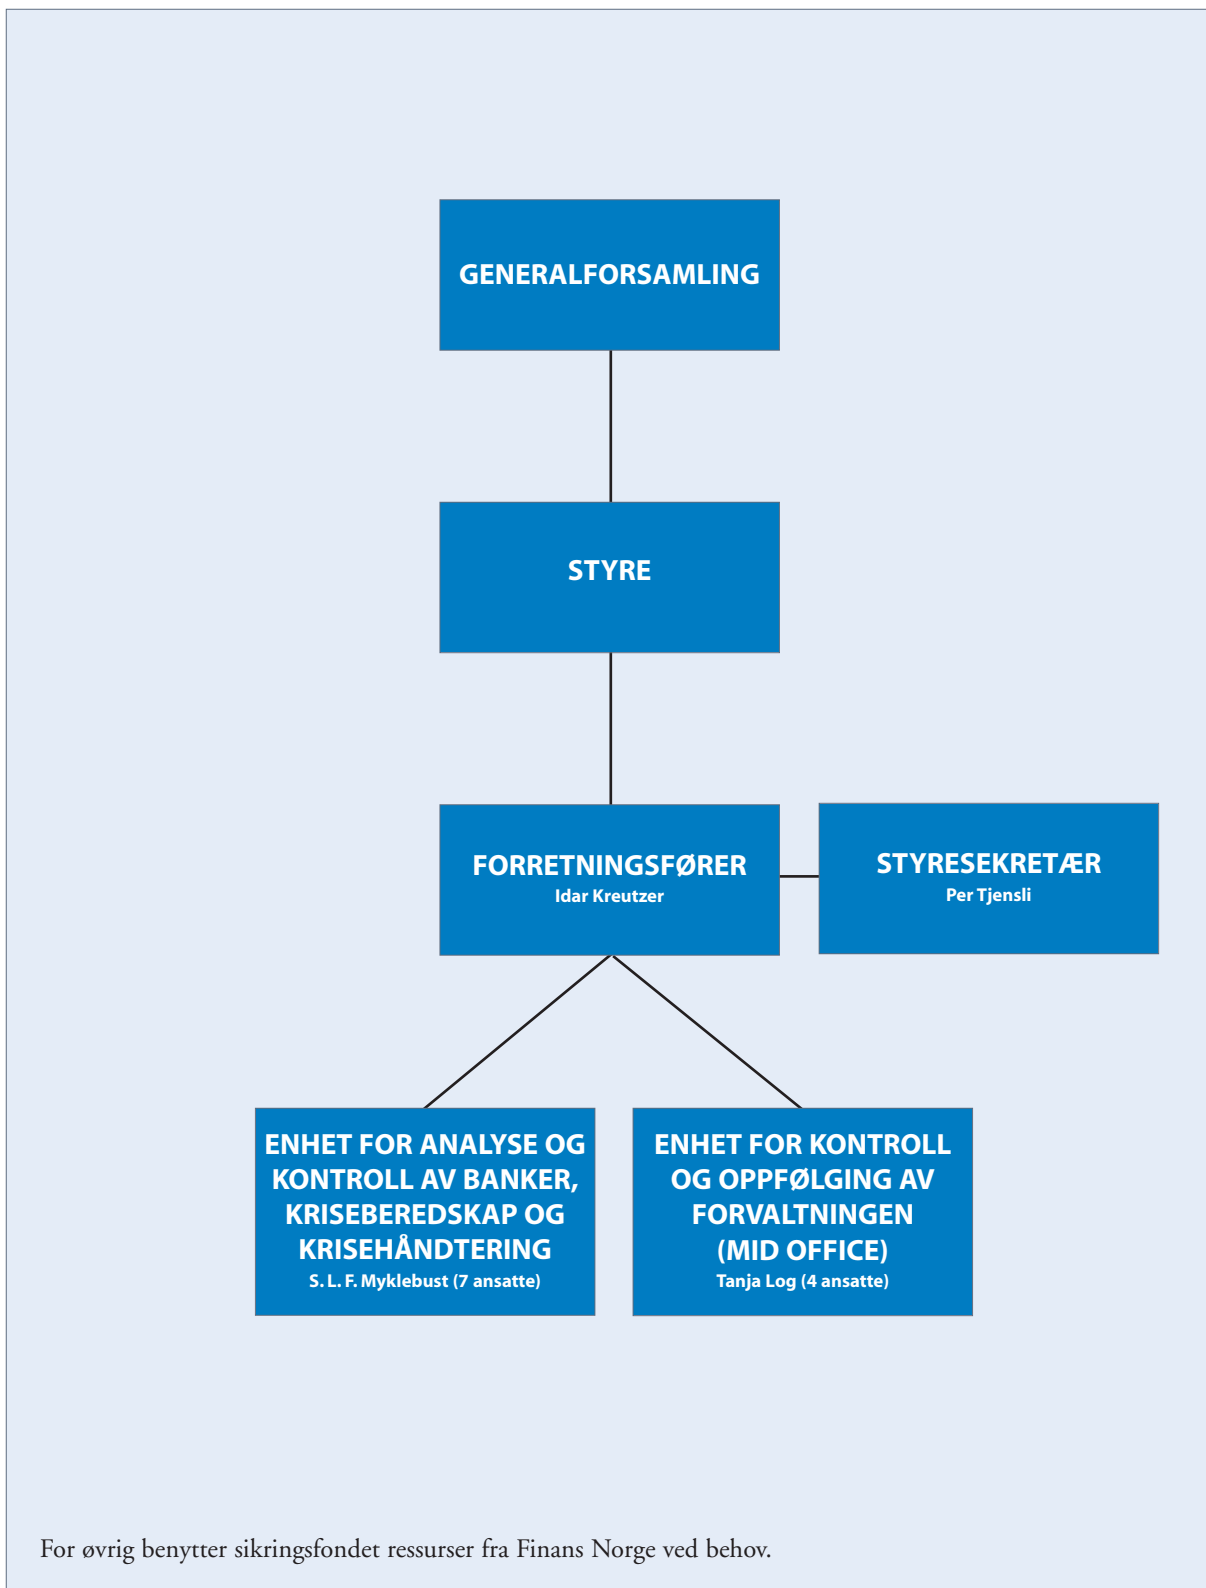 GENERALFORSAMLING
STYRE
FORRETNINGSFØRER
Idar Kreutzer
STYRESEKRETÆR
Per Tjensli
ENHET FOR ANALYSE OG
KONTROLL AV BANKER,
KRISEBEREDSKAP OG
KRISEHÅNDTERING
S. L. F. Myklebust (7 ansatte)
ENHET FOR KONTROLL
OG OPPFØLGING AV
FORVALTNINGEN
(MID OFFICE)
Tanja Log (4 ansatte)
For øvrig benytter sikringsfondet ressurser fra Finans Norge ved behov.